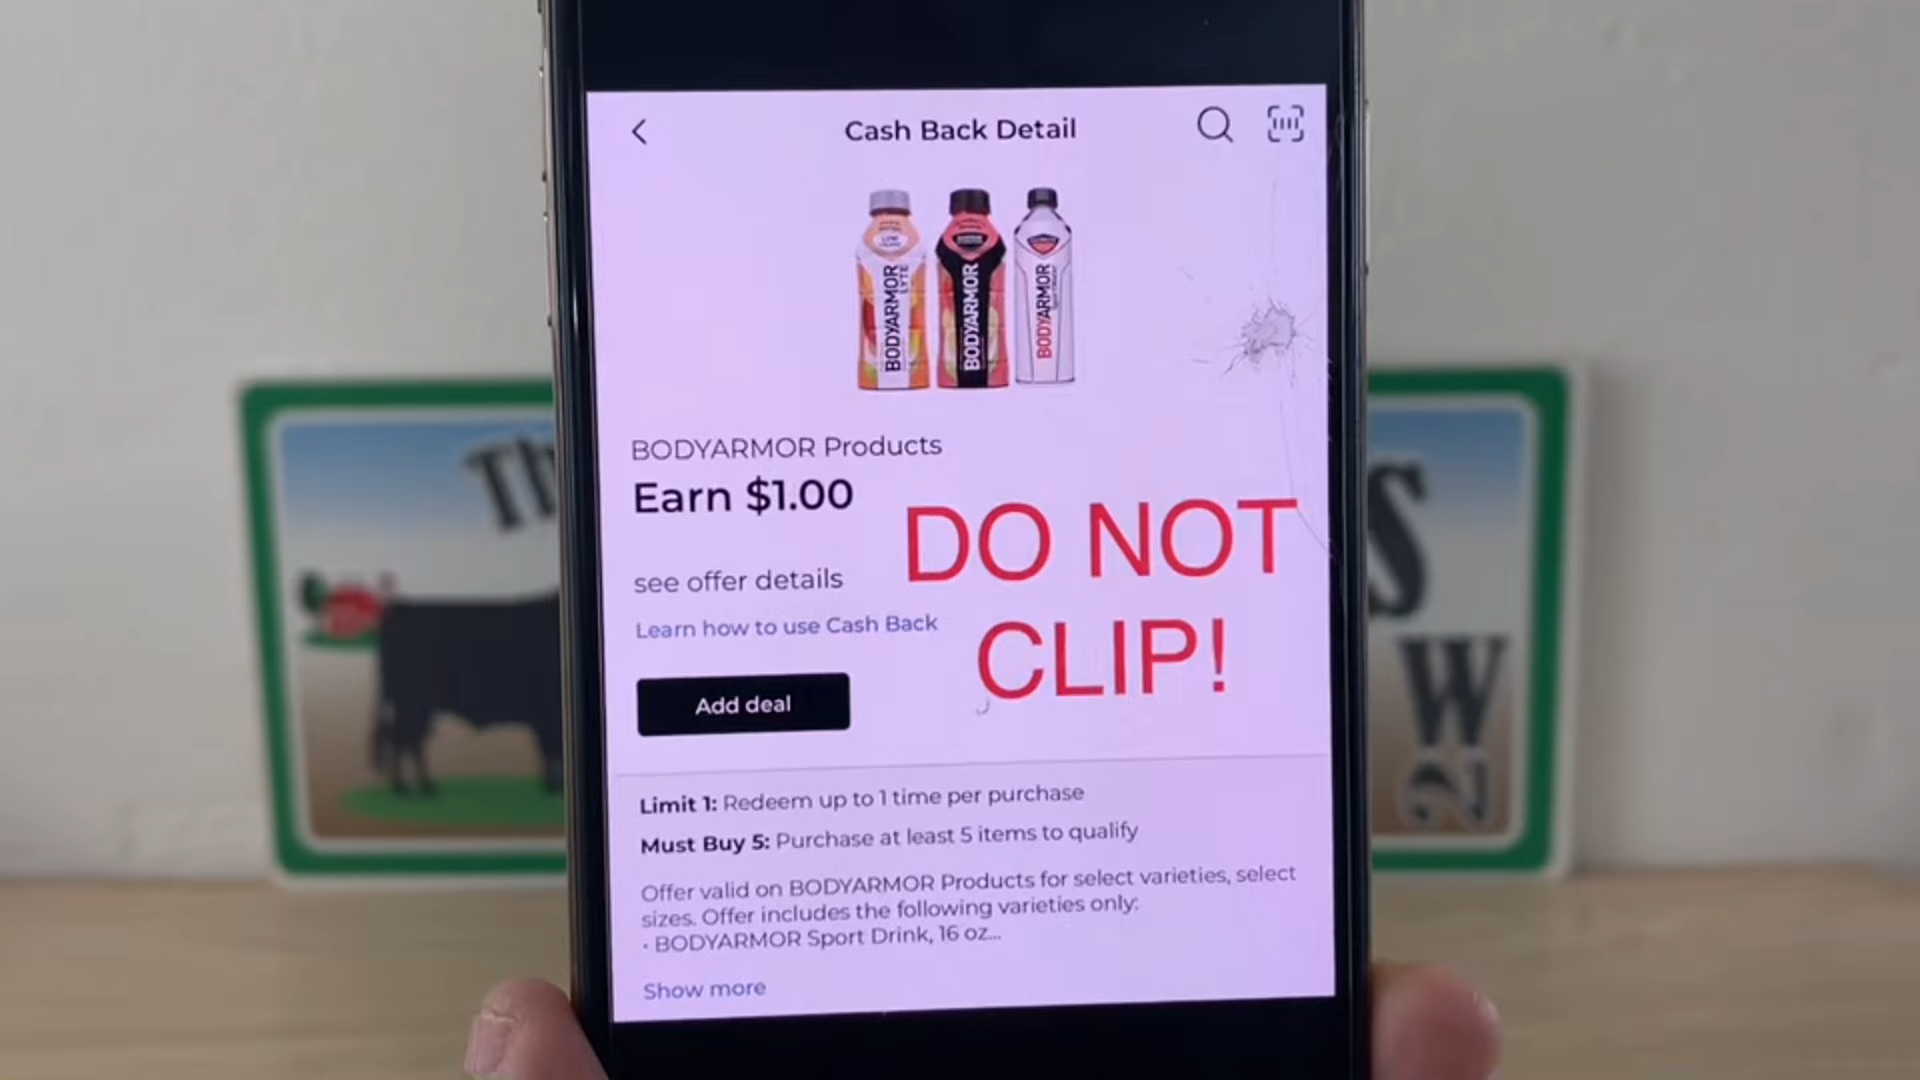 Cash Back Detail
BODYARMOR LYTE
BODYARMOR
BODYARMOR
BODYARMOR Products
Earn $1.00
DO NOT
CLIP!
see offer details
Learn how to use Cash Back
Add deal
Limit 1: Redeem up to 1 time per purchase
Must Buy 5: Purchase at least 5 items to qualify
Offer valid on BODYARMOR Products for select varieties, select
sizes. Offer includes the following varieties only:
• BODYARMOR Sport Drink, 16 oz...
Show more
Th
S
W